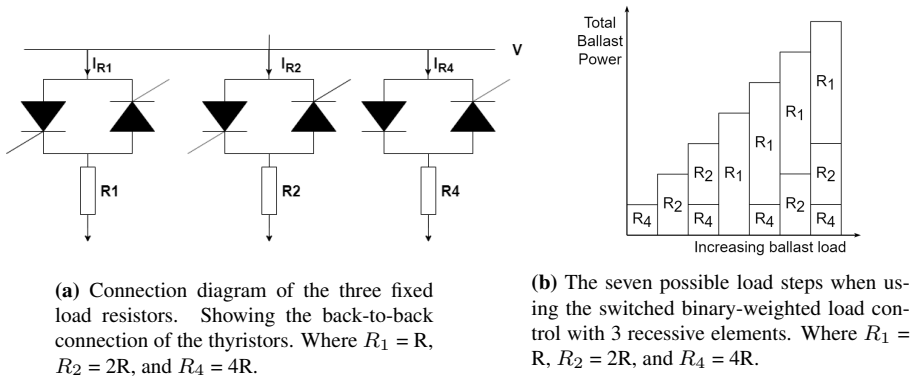 V
I_R1
I_R2
I_R4
R1
R2
R4
(a) Connection diagram of the three fixed
load resistors. Showing the back-to-back
connection of the thyristors. Where R_1 = R,
R_2 = 2R, and R_4 = 4R.
Total
Ballast
Power
R_1
R_1
R_1
R_2
R_1
R_2
R_2
R_2
R_4
R_4
R_4
R_4
Increasing ballast load
(b) The seven possible load steps when us-
ing the switched binary-weighted load con-
trol with 3 recessive elements. Where R_1 =
R, R_2 = 2R, and R_4 = 4R.